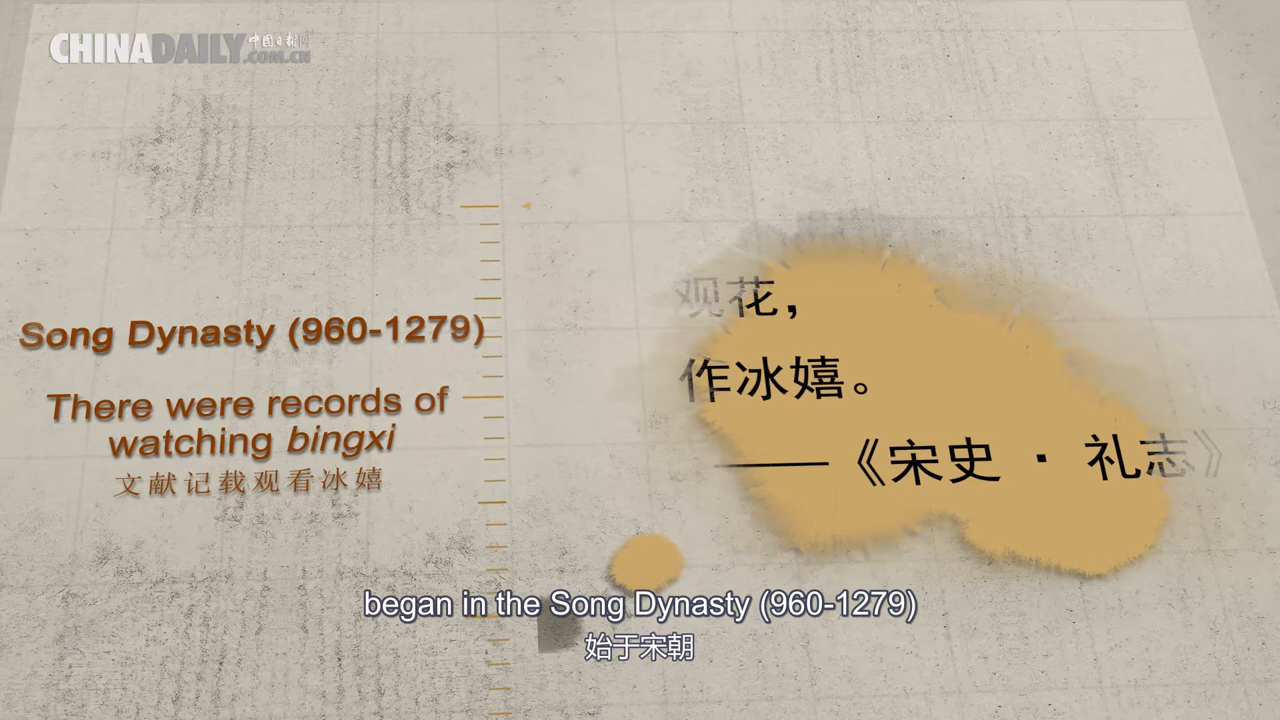 CHINADAILY 中国日报网
.COM.CN
Song Dynasty (960-1279)
There were records of
watching bingxi
文献记载观看冰嬉
观花，
作冰嬉。
——《宋史 · 礼志》
began in the Song Dynasty (960-1279)
始于宋朝